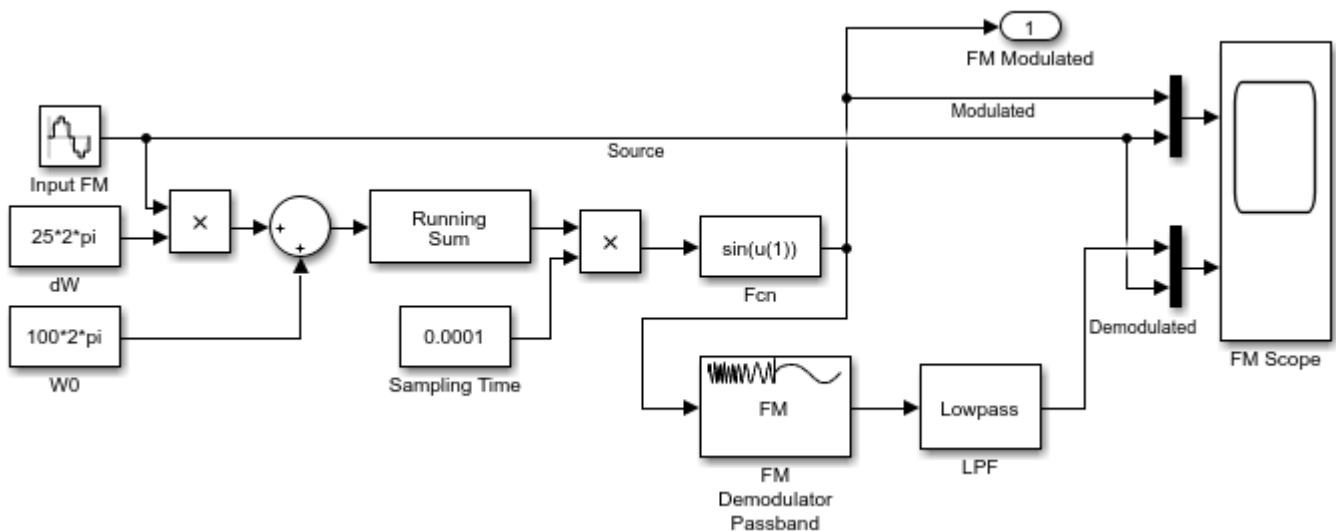 1
FM Modulated
Modulated
Source
Input FM
25*2*pi
dW
×
+
+
Running
Sum
×
sin(u(1))
Fcn
100*2*pi
W0
0.0001
Sampling Time
FM
FM
Demodulator
Passband
Lowpass
LPF
Demodulated
FM Scope